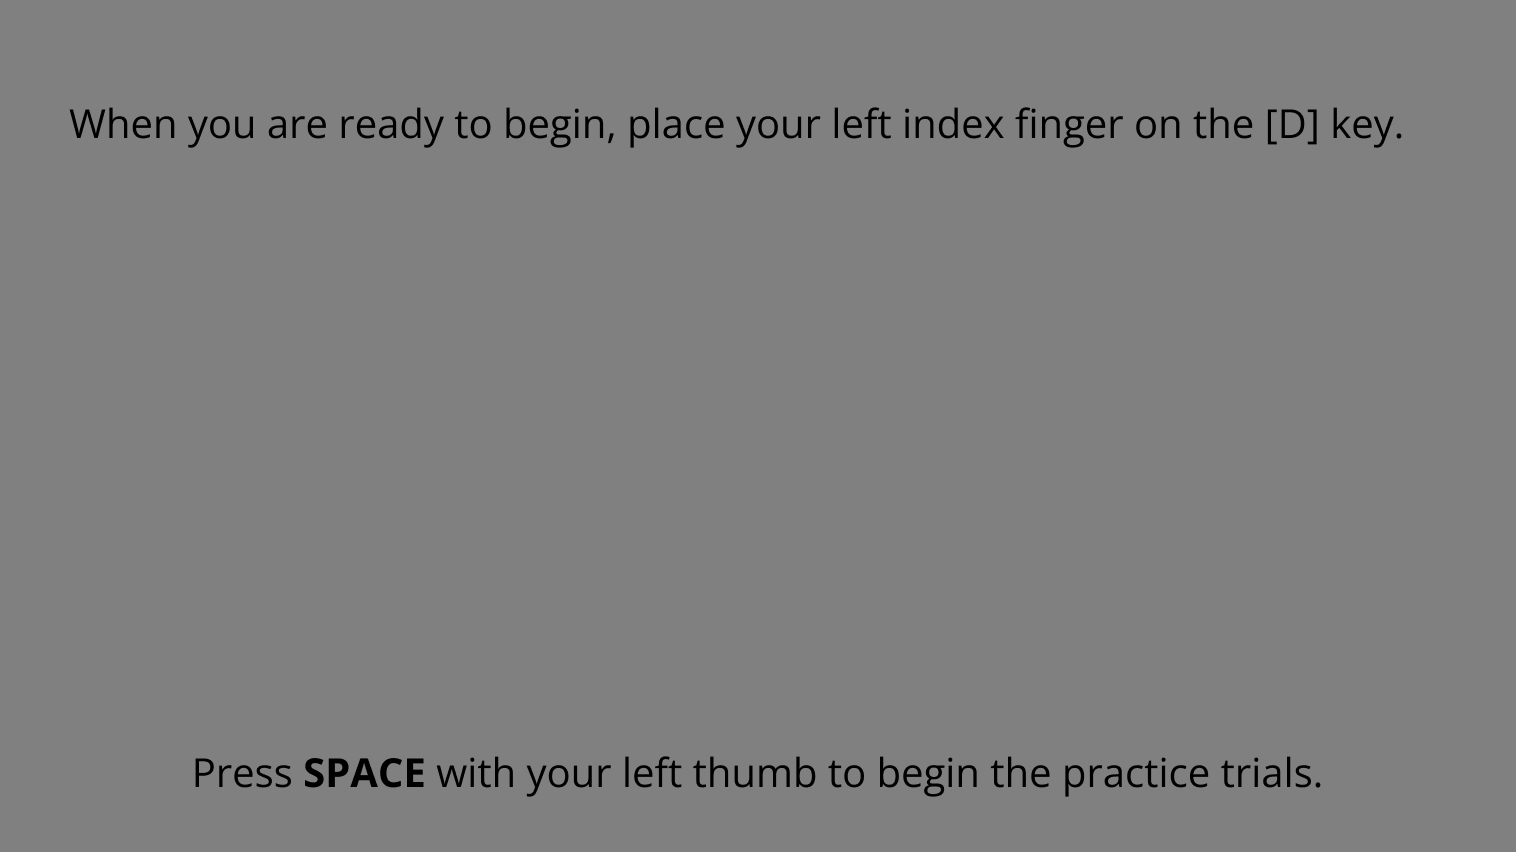 When you are ready to begin, place your left index finger on the [D] key.
Press SPACE with your left thumb to begin the practice trials.